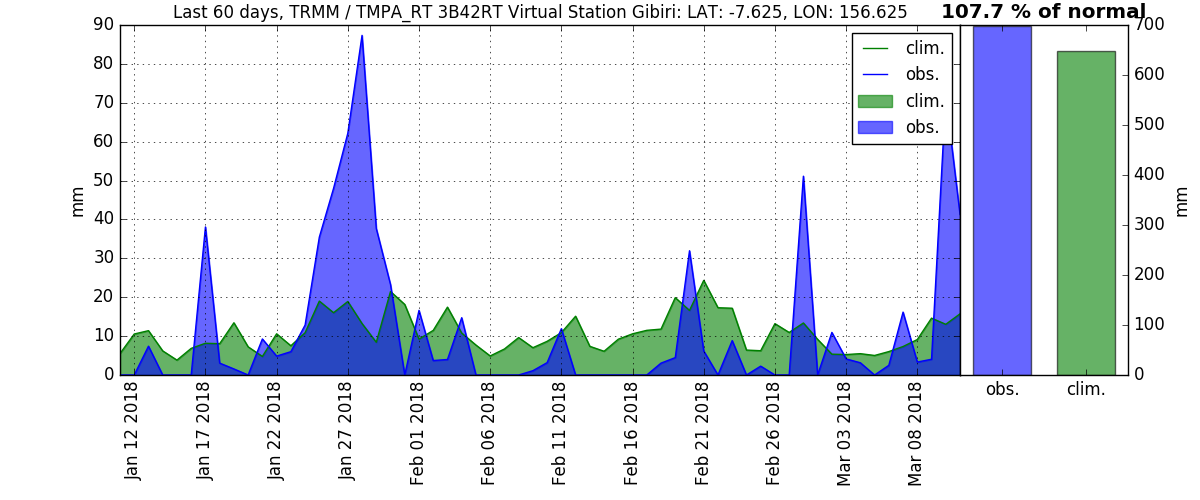 Last 60 days, TRMM / TMPA_RT 3B42RT Virtual Station Gibiri: LAT: -7.625, LON: 156.625
107.7 % of normal
90
80
70
60
50
40
30
20
10
0
mm
clim.
obs.
clim.
obs.
Jan 12 2018
Jan 17 2018
Jan 22 2018
Jan 27 2018
Feb 01 2018
Feb 06 2018
Feb 11 2018
Feb 16 2018
Feb 21 2018
Feb 26 2018
Mar 03 2018
Mar 08 2018
700
600
500
400
300
200
100
0
mm
obs.
clim.